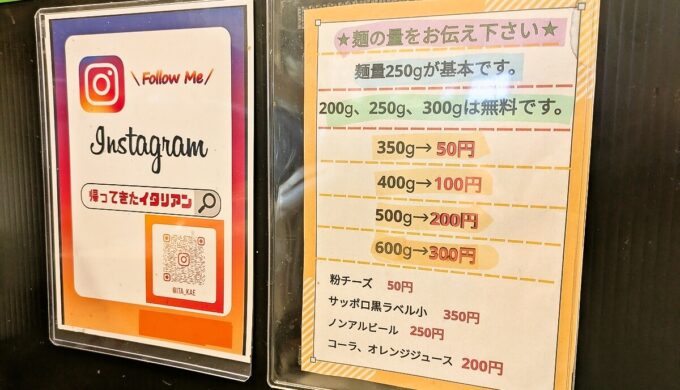 \Follow Me/
Instagram
帰ってきたイタリアン
@ITA_KAE
★麺の量をお伝え下さい★
麺量250gが基本です。
200g、250g、300gは無料です。
350g→50円
400g→100円
500g→200円
600g→300円
粉チーズ 50円
サッポロ黒ラベル小 350円
ノンアルビール 250円
コーラ、オレンジジュース 200円